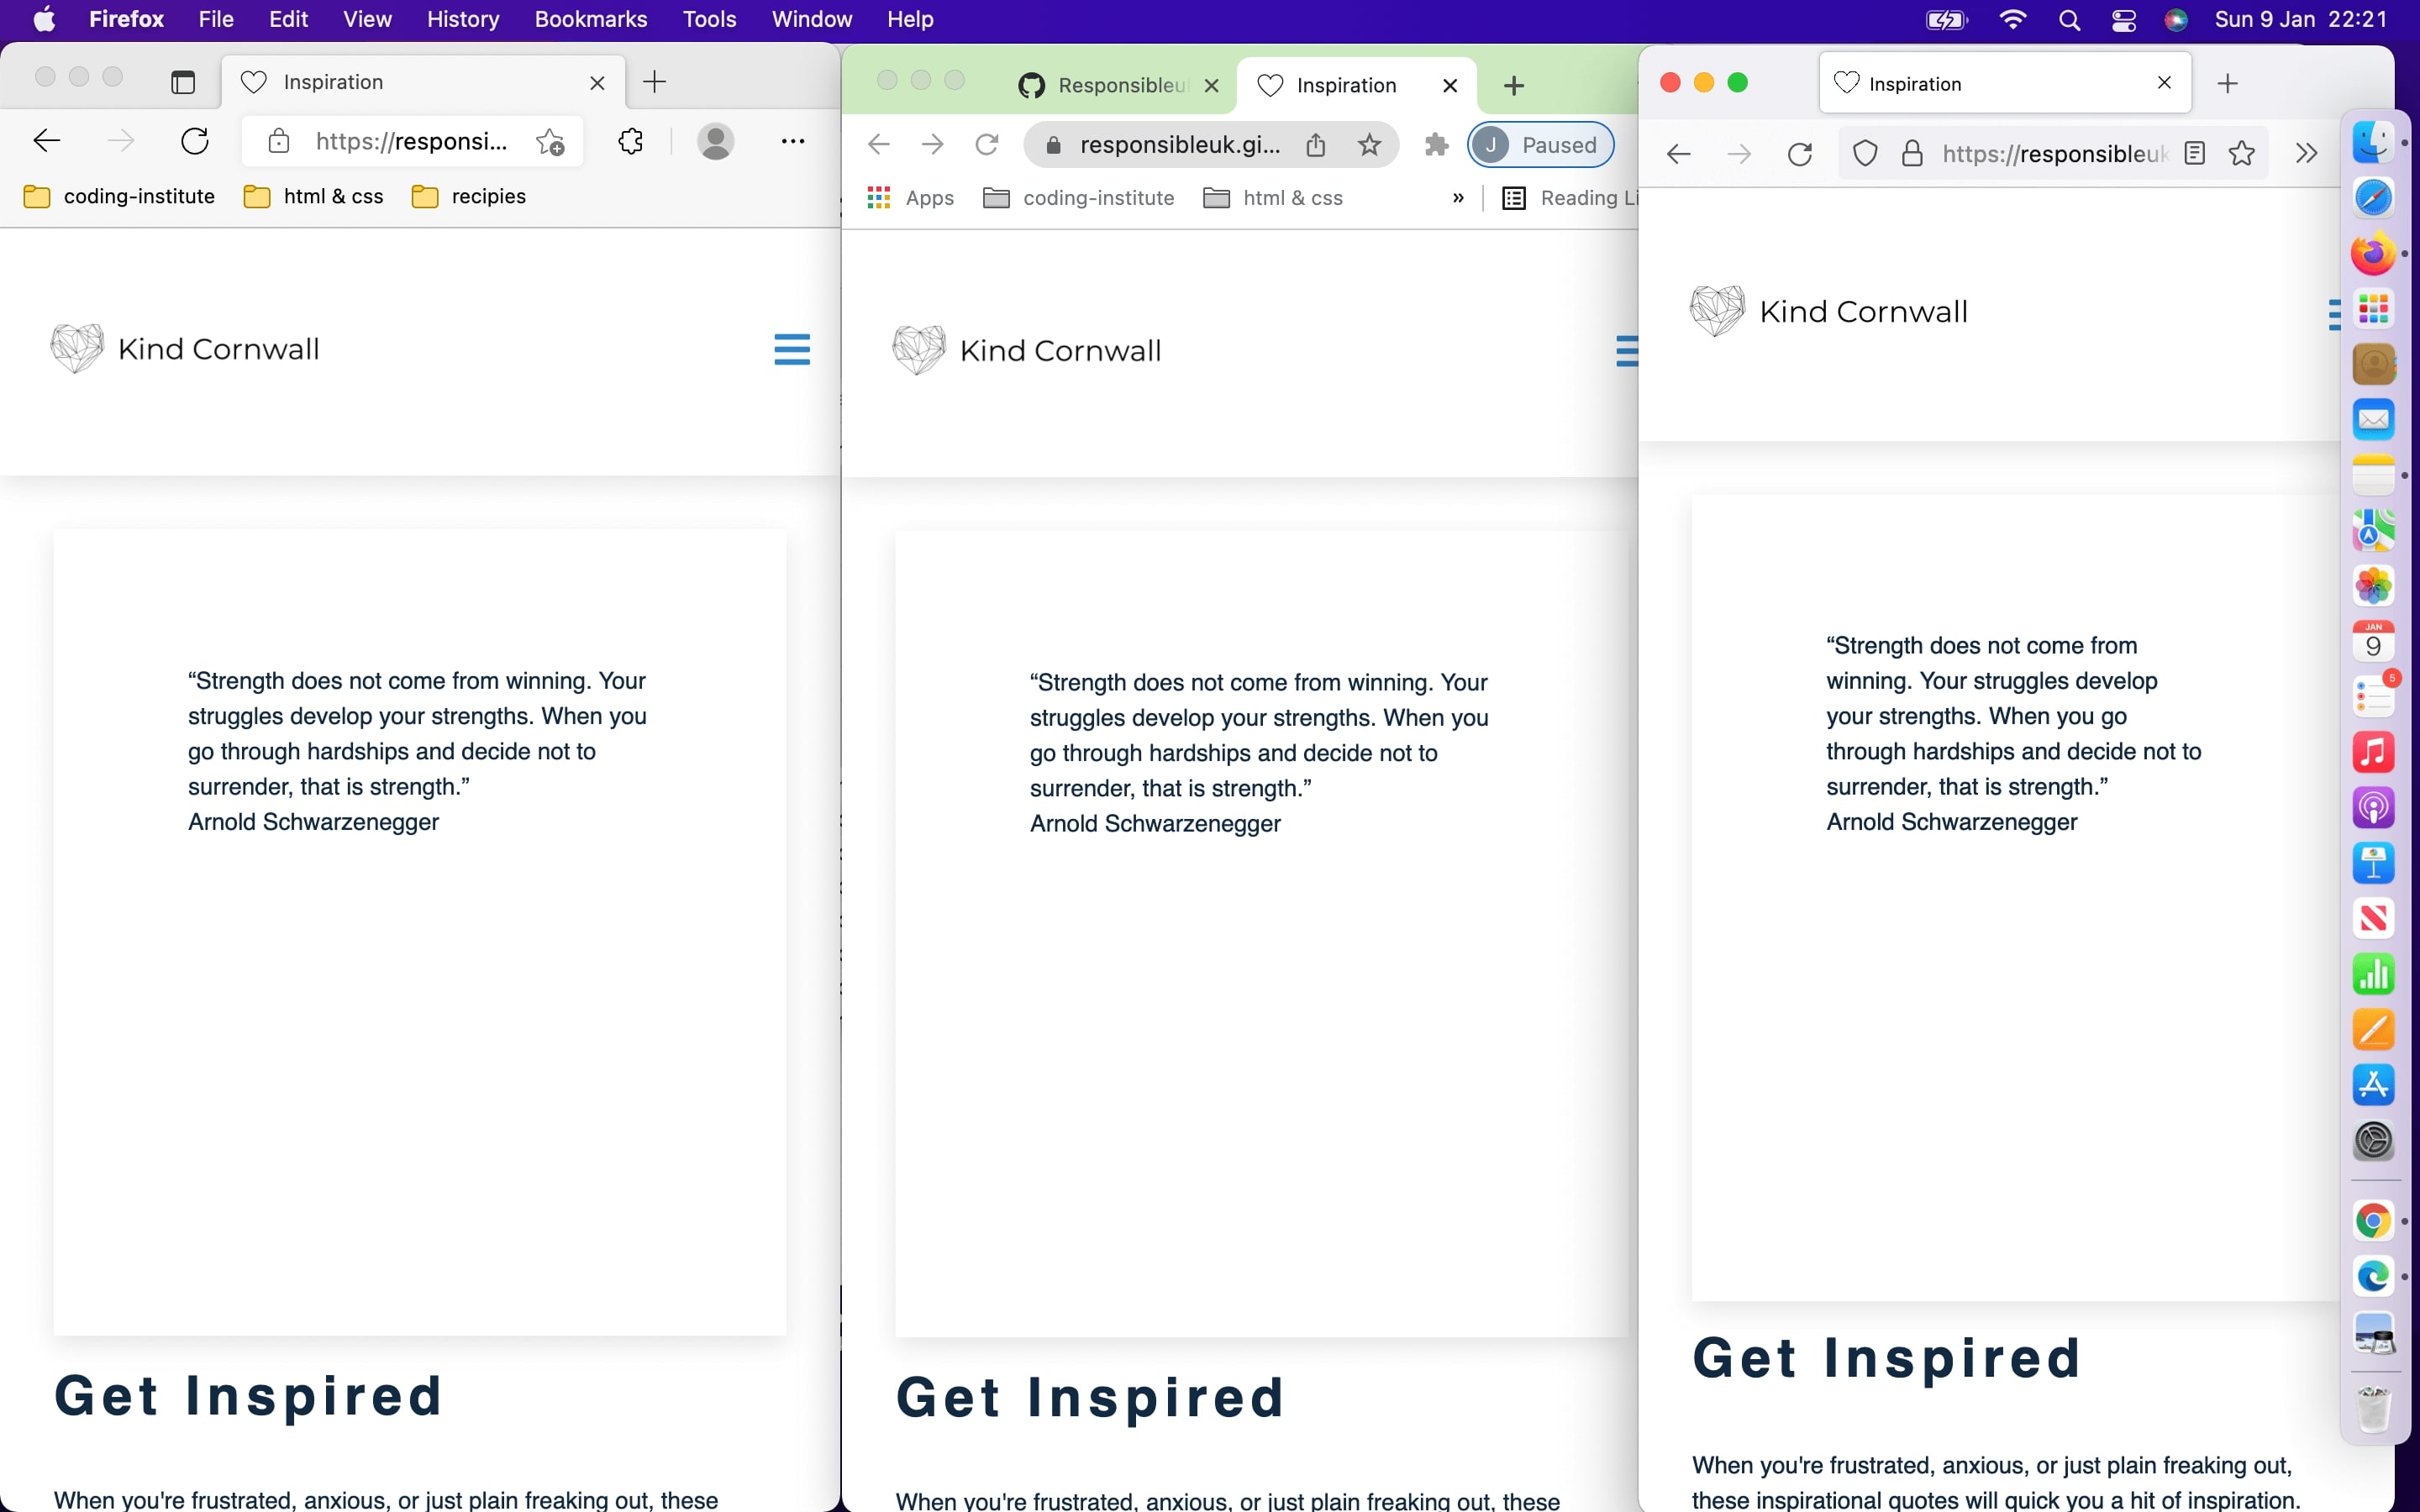 Firefox File Edit View History Bookmarks Tools Window Help
Sun 9 Jan 22:21
Inspiration
https://responsi...
coding-institute html & css recipies
Kind Cornwall
“Strength does not come from winning. Your
struggles develop your strengths. When you
go through hardships and decide not to
surrender, that is strength.”
Arnold Schwarzenegger
Get Inspired
When you're frustrated, anxious, or just plain freaking out, these
Responsibleu Inspiration
responsibleuk.gi...
J Paused
Apps coding-institute html & css » Reading Li
Kind Cornwall
“Strength does not come from winning. Your
struggles develop your strengths. When you
go through hardships and decide not to
surrender, that is strength.”
Arnold Schwarzenegger
Get Inspired
When you're frustrated, anxious, or just plain freaking out, these
Inspiration
https://responsibleuk
Kind Cornwall
“Strength does not come from
winning. Your struggles develop
your strengths. When you go
through hardships and decide not to
surrender, that is strength.”
Arnold Schwarzenegger
Get Inspired
When you're frustrated, anxious, or just plain freaking out,
these inspirational quotes will quick you a hit of inspiration.
JAN
9
5